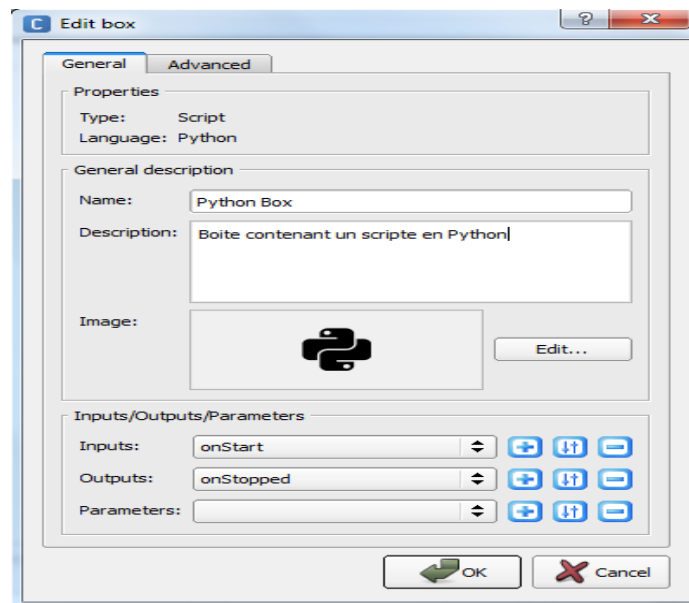 C Edit box ?
General Advanced
Properties
Type: Script
Language: Python
General description
Name: Python Box
Description: Boite contenant un scripte en Python
Image:
Edit...
Inputs/Outputs/Parameters
Inputs: onStart
Outputs: onStopped
Parameters:
OK Cancel